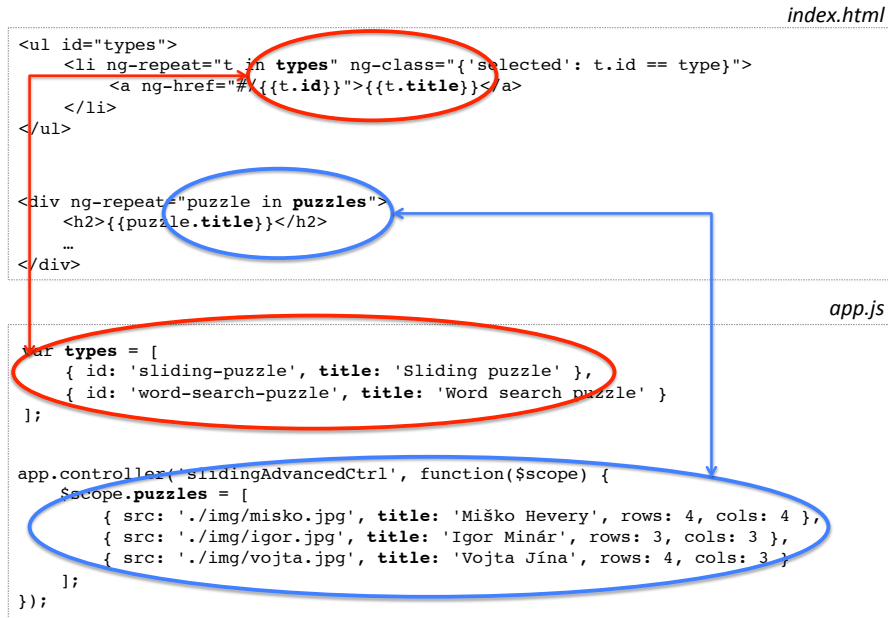 index.html
<ul id="types">
<li ng-repeat="t in types" ng-class="{'selected': t.id == type}">
<a ng-href="#/{{t.id}}">{{t.title}}</a>
</li>
</ul>
<div ng-repeat="puzzle in puzzles">
<h2>{{puzzle.title}}</h2>
…
</div>
app.js
var types = [
{ id: 'sliding-puzzle', title: 'Sliding puzzle' },
{ id: 'word-search-puzzle', title: 'Word search puzzle' }
];
app.controller('slidingAdvancedCtrl', function($scope) {
$scope.puzzles = [
{ src: './img/misko.jpg', title: 'Miško Hevery', rows: 4, cols: 4 },
{ src: './img/igor.jpg', title: 'Igor Minár', rows: 3, cols: 3 },
{ src: './img/vojta.jpg', title: 'Vojta Jína', rows: 4, cols: 3 }
];
});